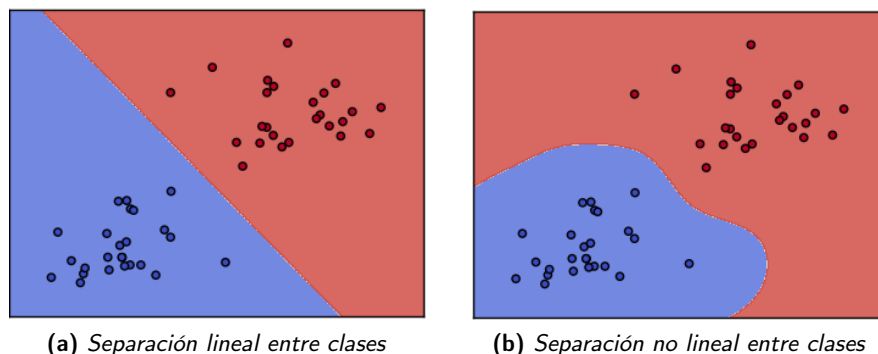 (a) Separación lineal entre clases
(b) Separación no lineal entre clases